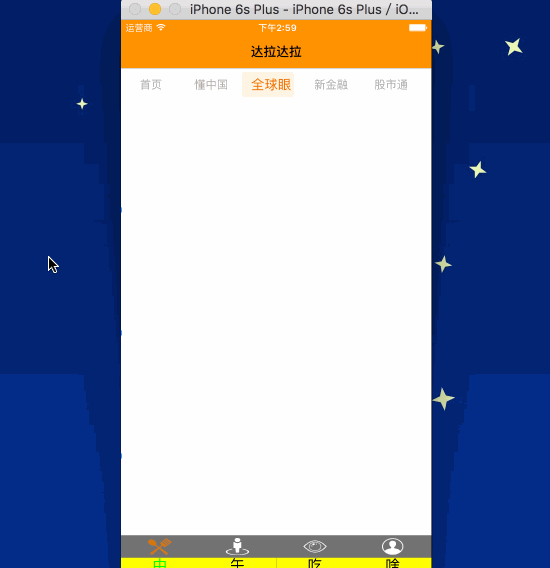 iPhone 6s Plus - iPhone 6s Plus / iO...
运营商 下午2:59
达拉达拉
首页 懂中国 全球眼 新金融 股市通
中 午 吃 啥